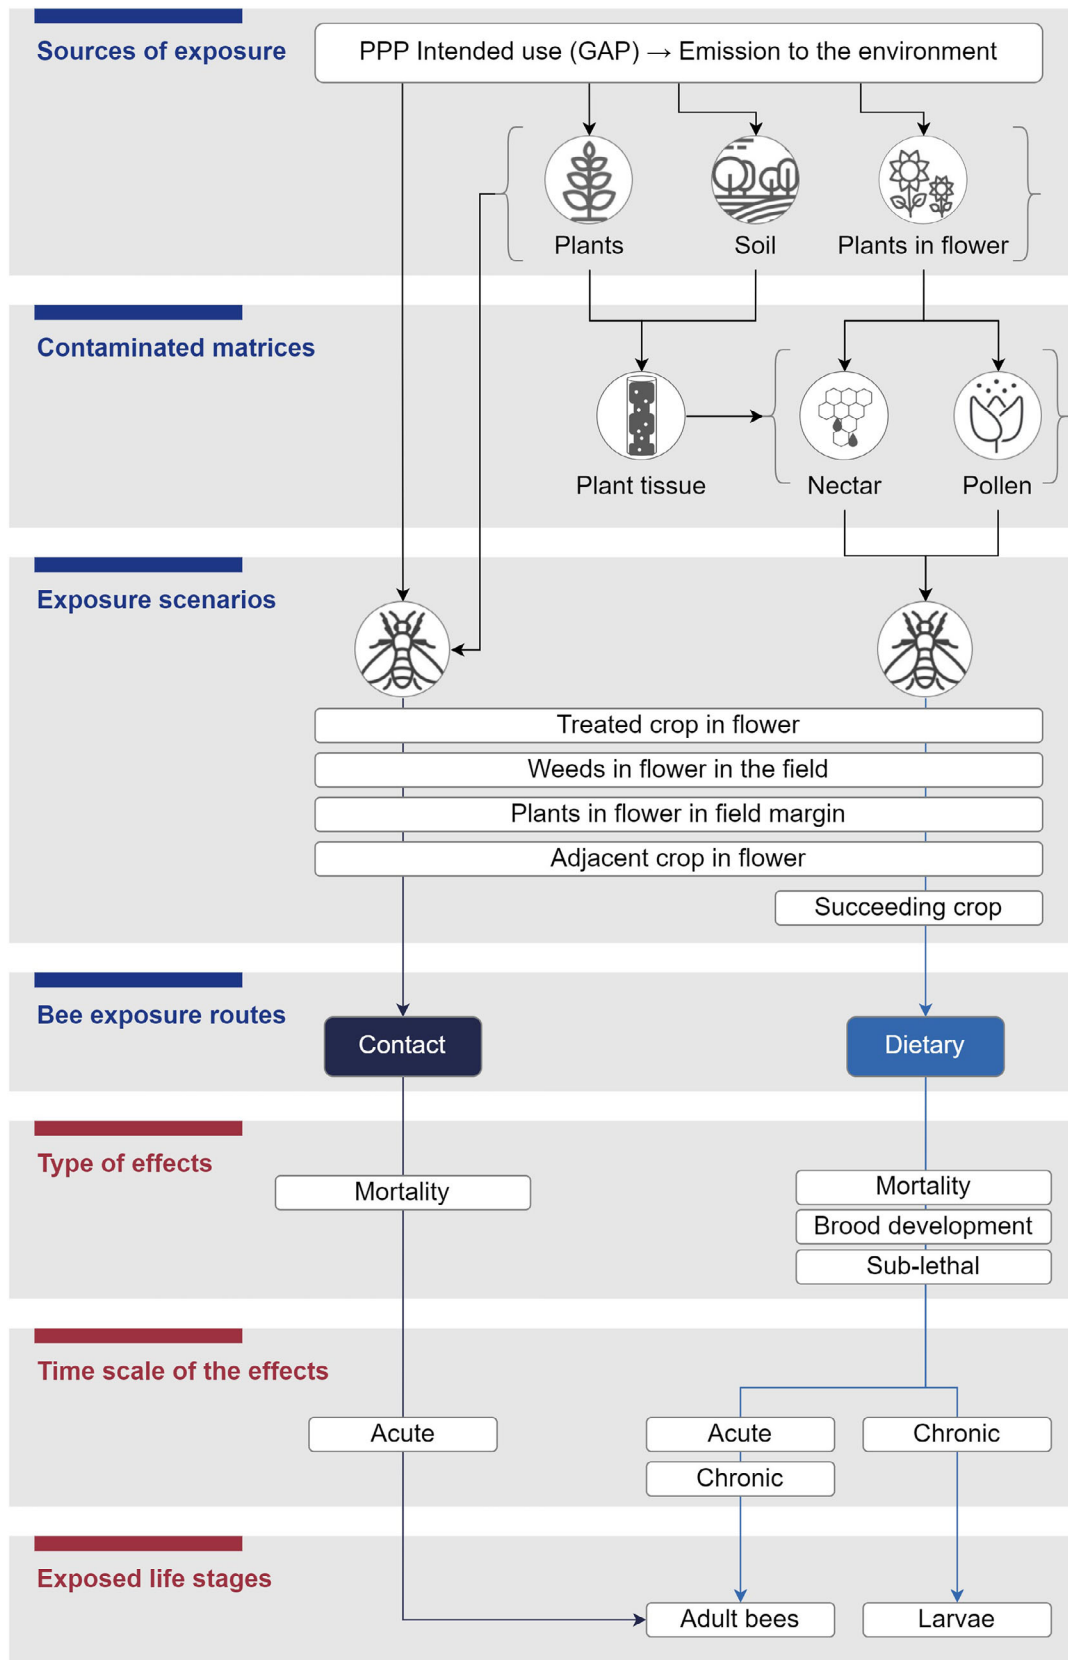 Sources of exposure
PPP Intended use (GAP) → Emission to the environment
Plants
Soil
Plants in flower
Contaminated matrices
Plant tissue
Nectar
Pollen
Exposure scenarios
Treated crop in flower
Weeds in flower in the field
Plants in flower in field margin
Adjacent crop in flower
Succeeding crop
Bee exposure routes
Contact
Dietary
Type of effects
Mortality
Mortality
Brood development
Sub-lethal
Time scale of the effects
Acute
Acute
Chronic
Chronic
Exposed life stages
Adult bees
Larvae